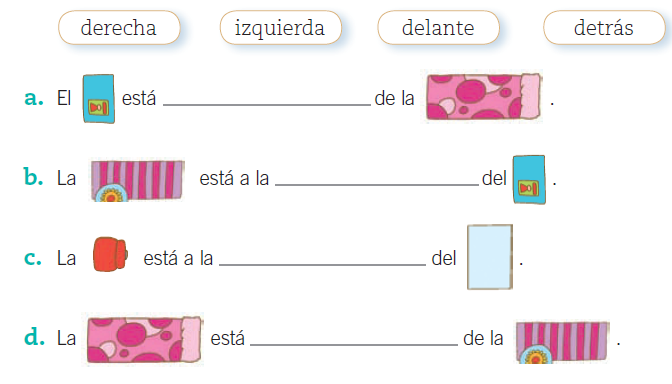 derecha izquierda delante detrás
a. El está ____________________ de la .
b. La está a la ____________________ del .
c. La está a la ____________________ del .
d. La está ____________________ de la .